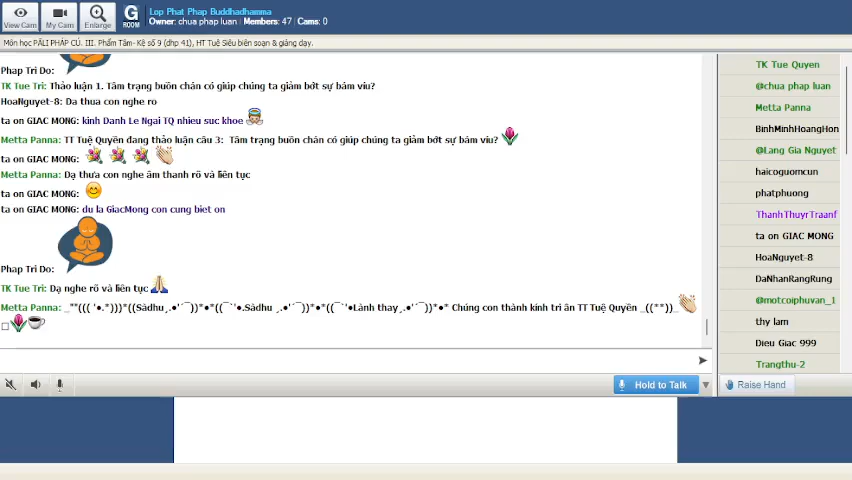 View Cam
My Cam
Enlarge
G
ROOM
Lop Phat Phap Buddhadhamma
Owner: chua phap luan Members: 47 Cams: 0
Môn học PĀLI PHÁP CÚ. III. Phẩm Tâm- Kệ số 9 (dhp 41), HT Tuệ Siêu biên soạn & giảng dạy.
Phap Tri Do:
TK Tue Tri: Thảo luận 1. Tâm trạng buồn chán có giúp chúng ta giảm bớt sự bám víu?
HoaNguyet-8: Da thua con nghe ro
ta on GIAC MONG: kinh Danh Le Ngai TQ nhieu suc khoe
Metta Panna: TT Tuệ Quyền đang thảo luận câu 3: Tâm trạng buồn chán có giúp chúng ta giảm bớt sự bám víu?
ta on GIAC MONG:
Metta Panna: Dạ thưa con nghe âm thanh rõ và liên tục
ta on GIAC MONG:
ta on GIAC MONG: du la GiacMong con cung biet on
Phap Tri Do:
TK Tue Tri: Dạ nghe rõ và liên tục
Metta Panna: _**((( '•.*)))*((Sādhu¸.•'´¯))*•*((¯`'•.Sādhu ¸.•'´¯))*•*((¯`'•Lành thay¸.•'´¯))*•* Chúng con thành kính tri ân TT Tuệ Quyền _((**))_
Hold to Talk
TK Tue Quyen
@chua phap luan
Metta Panna
BinhMinhHoangHon
@Lang Gia Nguyet
haicoguomcun
phatphuong
ThanhThuyrTraanf
ta on GIAC MONG
HoaNguyet-8
DaNhanRangRung
@motcoiphuvan_1
thy lam
Dieu Giac 999
Trangthu-2
Raise Hand